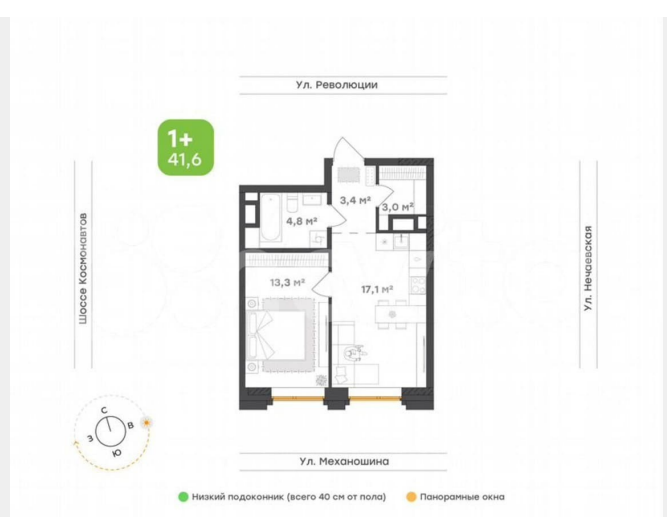 Ул. Революции
1+
41,6
3,4 м²
3,0 м²
4,8 м²
13,3 м²
17,1 м²
Шоссе Космонавтов
Ул. Нечаевская
С
В
З
Ю
Ул. Механошина
Низкий подоконник (всего 40 см от пола)
Панорамные окна